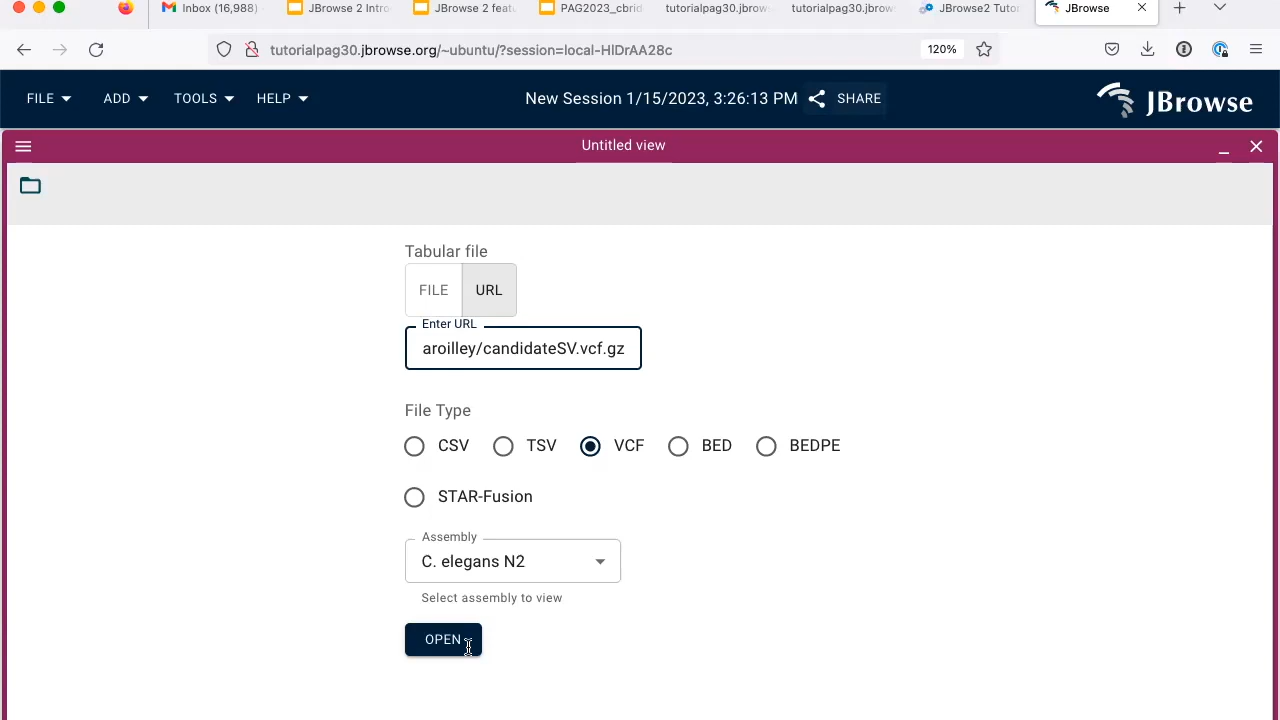 Inbox (16,988)
JBrowse 2 Intro
JBrowse 2 feat
PAG2023_cbrid
tutorialpag30.jbrow
tutorialpag30.jbrow
JBrowse2 Tutor
JBrowse
tutorialpag30.jbrowse.org/~ubuntu/?session=local-HlDrAA28c
120%
FILE
ADD
TOOLS
HELP
New Session 1/15/2023, 3:26:13 PM
SHARE
JBrowse
Untitled view
Tabular file
FILE
URL
Enter URL
aroilley/candidateSV.vcf.gz
File Type
CSV
TSV
VCF
BED
BEDPE
STAR-Fusion
Assembly
C. elegans N2
Select assembly to view
OPEN